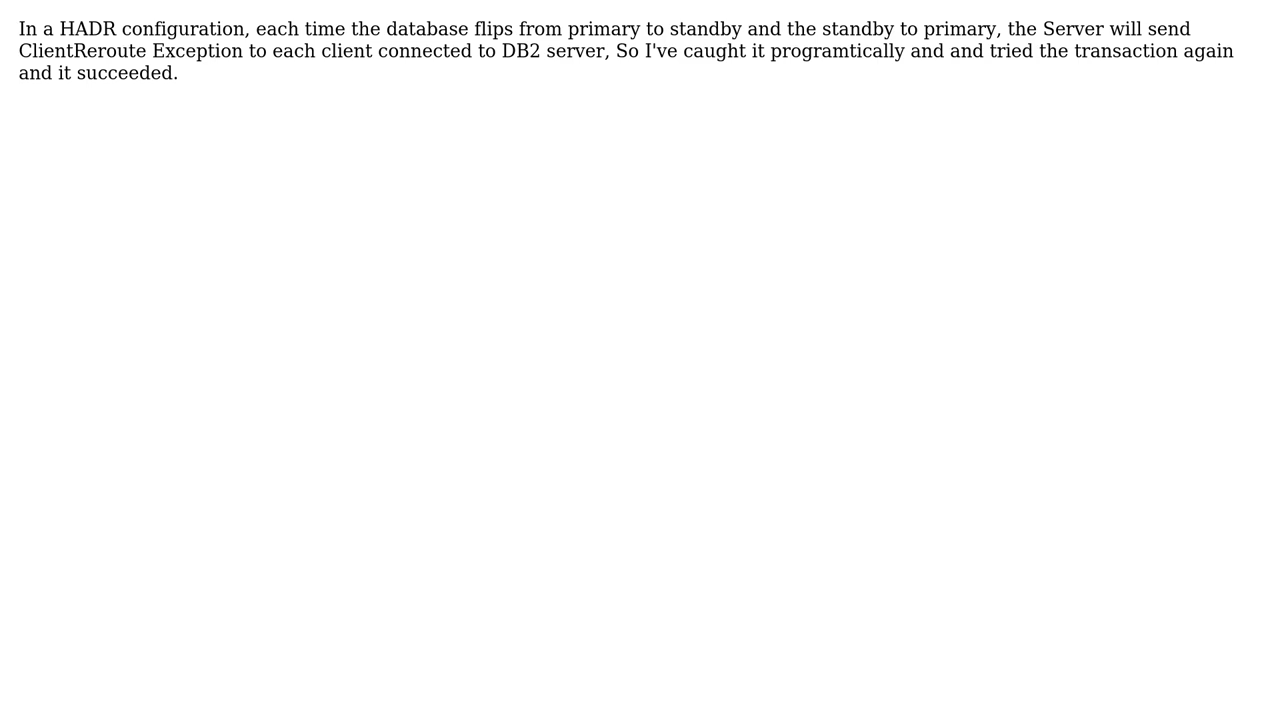 In a HADR configuration, each time the database flips from primary to standby and the standby to primary, the Server will send
ClientReroute Exception to each client connected to DB2 server, So I've caught it programtically and and tried the transaction again
and it succeeded.